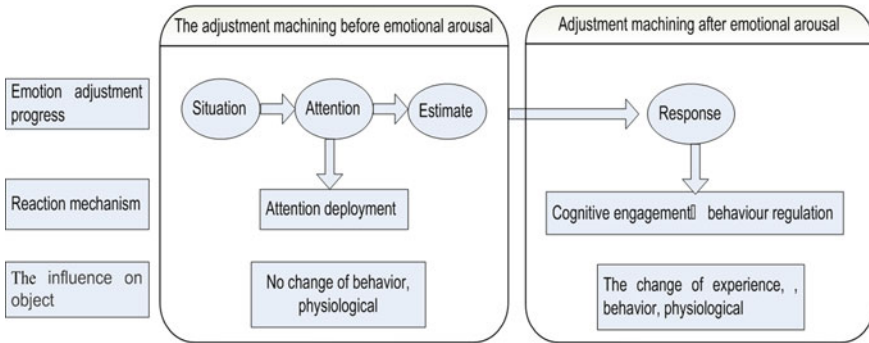 The adjustment machining before emotional arousal
Adjustment machining after emotional arousal
Emotion adjustment
progress
Situation
Attention
Estimate
Response
Reaction mechanism
Attention deployment
Cognitive engagement▯ behaviour regulation
The influence on
object
No change of behavior,
physiological
The change of experience, ,
behavior, physiological